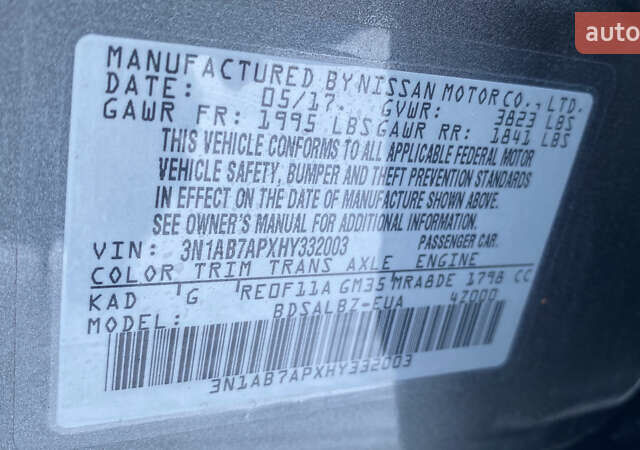 auto
MANUFACTURED BY NISSAN MOTOR CO., LTD.
DATE: 05/17 GVWR: 3823 LBS
GAWR FR: 1995 LBS GAWR RR: 1841 LBS
THIS VEHICLE CONFORMS TO ALL APPLICABLE FEDERAL MOTOR
VEHICLE SAFETY, BUMPER AND THEFT PREVENTION STANDARDS
IN EFFECT ON THE DATE OF MANUFACTURE SHOWN ABOVE.
SEE OWNER'S MANUAL FOR ADDITIONAL INFORMATION.
VIN: 3N1AB7APXHY332003 PASSENGER CAR.
COLOR TRIM TRANS AXLE ENGINE
KAD G RE0F11A GM35 MRA8DE 1798 CC
MODEL: BDSALB7-EUA 4Z000
3N1AB7APXHY332003